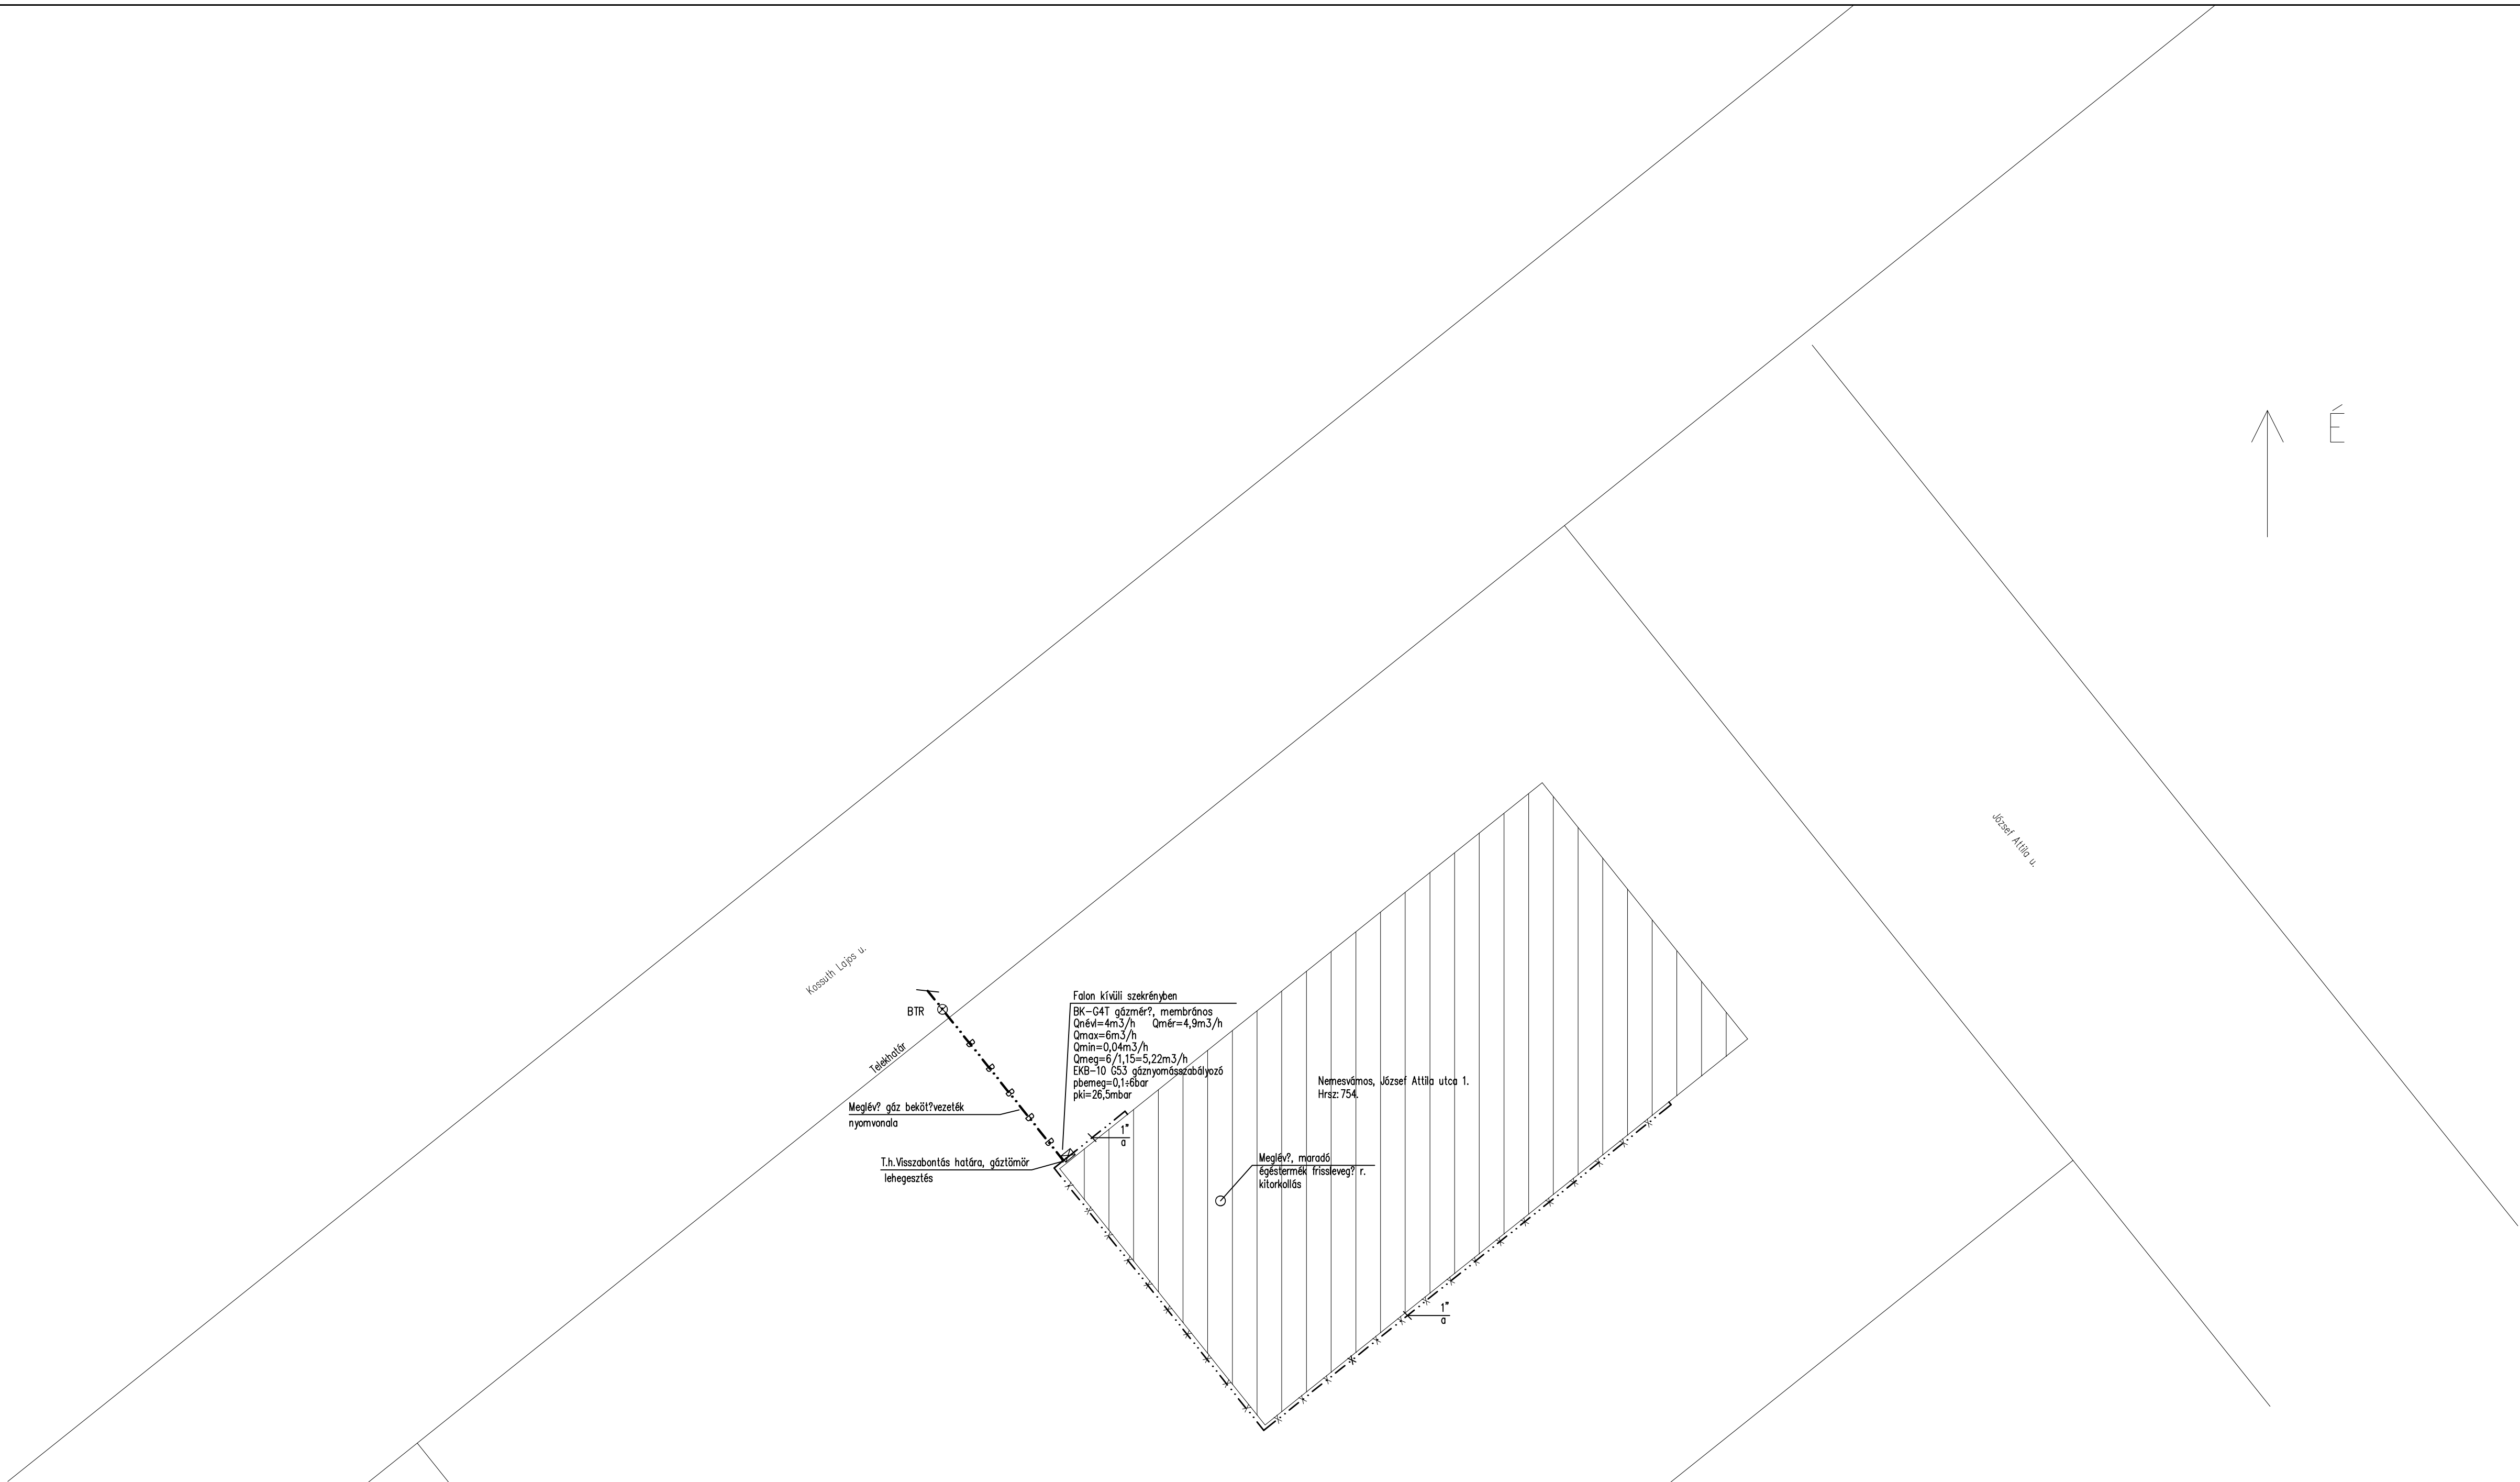 É
József Attila u.
Kossuth Lajos u.
BTR
Telekhatár
Falon kívüli szekrényben
BK-G4T gázmér?, membrános
Qnévl=4m3/h Qmér=4,9m3/h
Qmax=6m3/h
Qmin=0,04m3/h
Qmeg=6/1,15=5,22m3/h
EKB-10 G53 gáznyomásszabályozó
pbemeg=0,1÷6bar
pki=26,5mbar
Nemesvámos, József Attila utca 1.
Hrsz:754.
Meglév? gáz beköt?vezeték
nyomvonala
B
B
B
B
B
1"
a
T.h.Visszabontás határa, gáztömör
lehegesztés
Meglév?, maradó
égéstermék frissleveg? r.
kitorkollás
1"
a